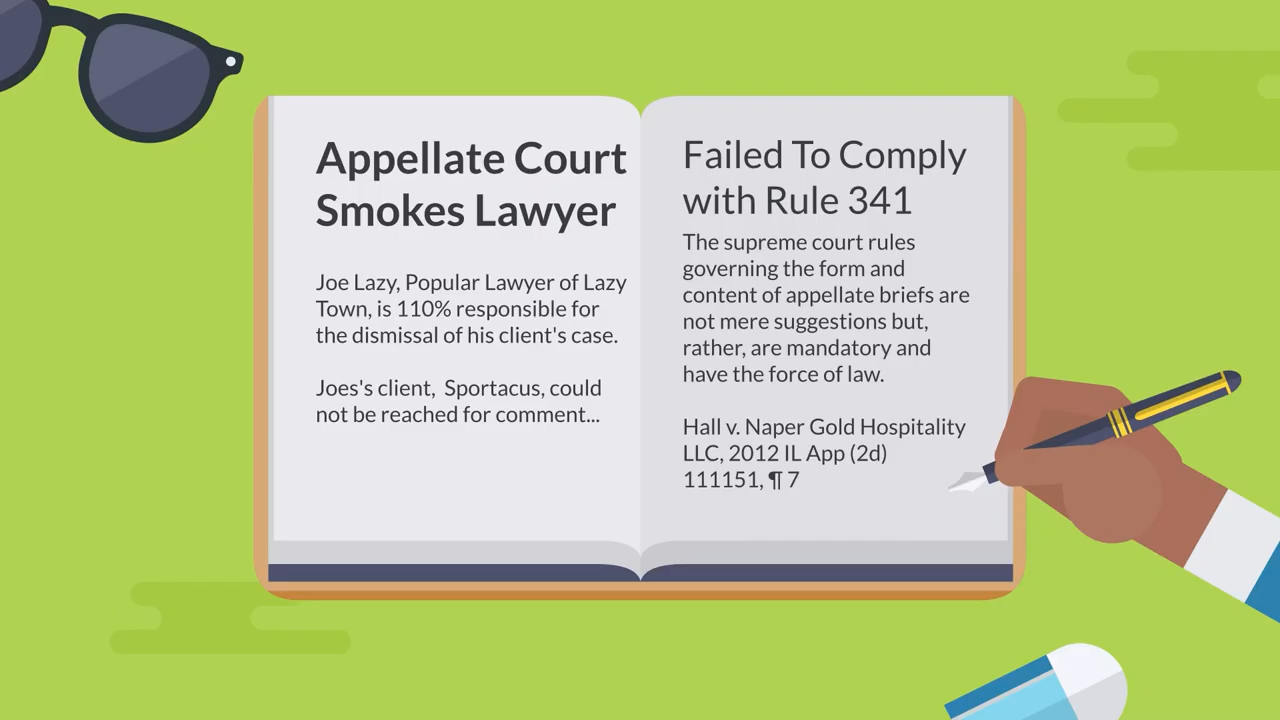 Appellate Court
Smokes Lawyer
Joe Lazy, Popular Lawyer of Lazy
Town, is 110% responsible for
the dismissal of his client's case.
Joes's client,  Sportacus, could
not be reached for comment...
Failed To Comply
with Rule 341
The supreme court rules
governing the form and
content of appellate briefs are
not mere suggestions but,
rather, are mandatory and
have the force of law.
Hall v. Naper Gold Hospitality
LLC, 2012 IL App (2d)
111151, ¶ 7